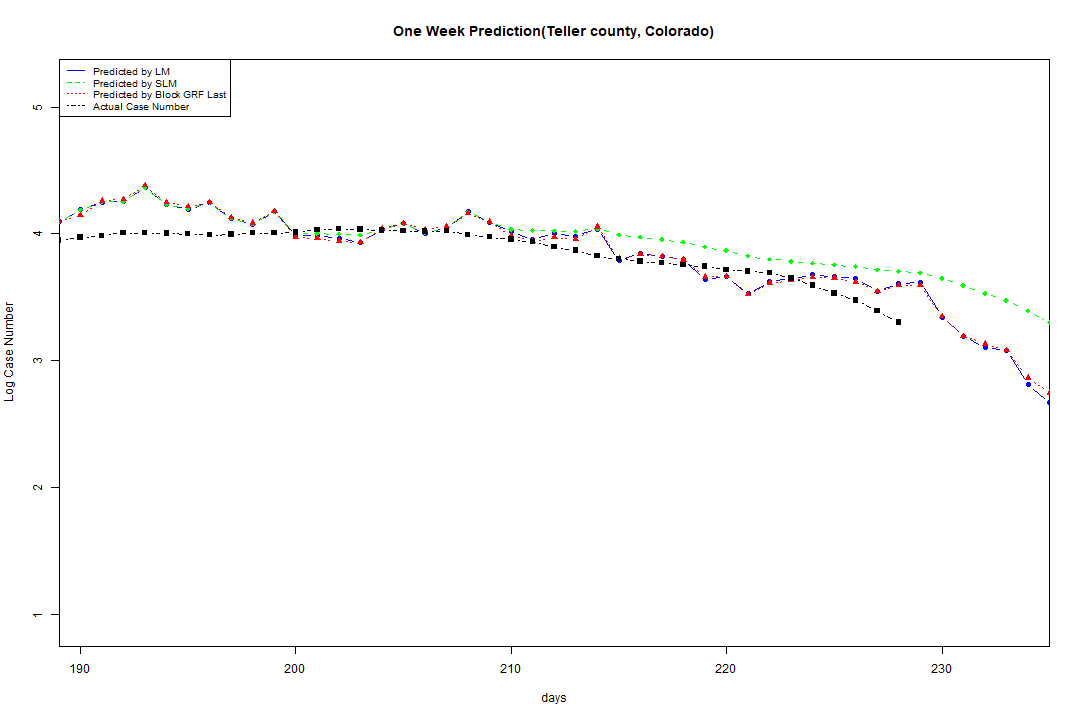 One Week Prediction(Teller county, Colorado)
Predicted by LM
Predicted by SLM
Predicted by Block GRF Last
Actual Case Number
5
4
3
2
1
Log Case Number
190
200
210
220
230
days